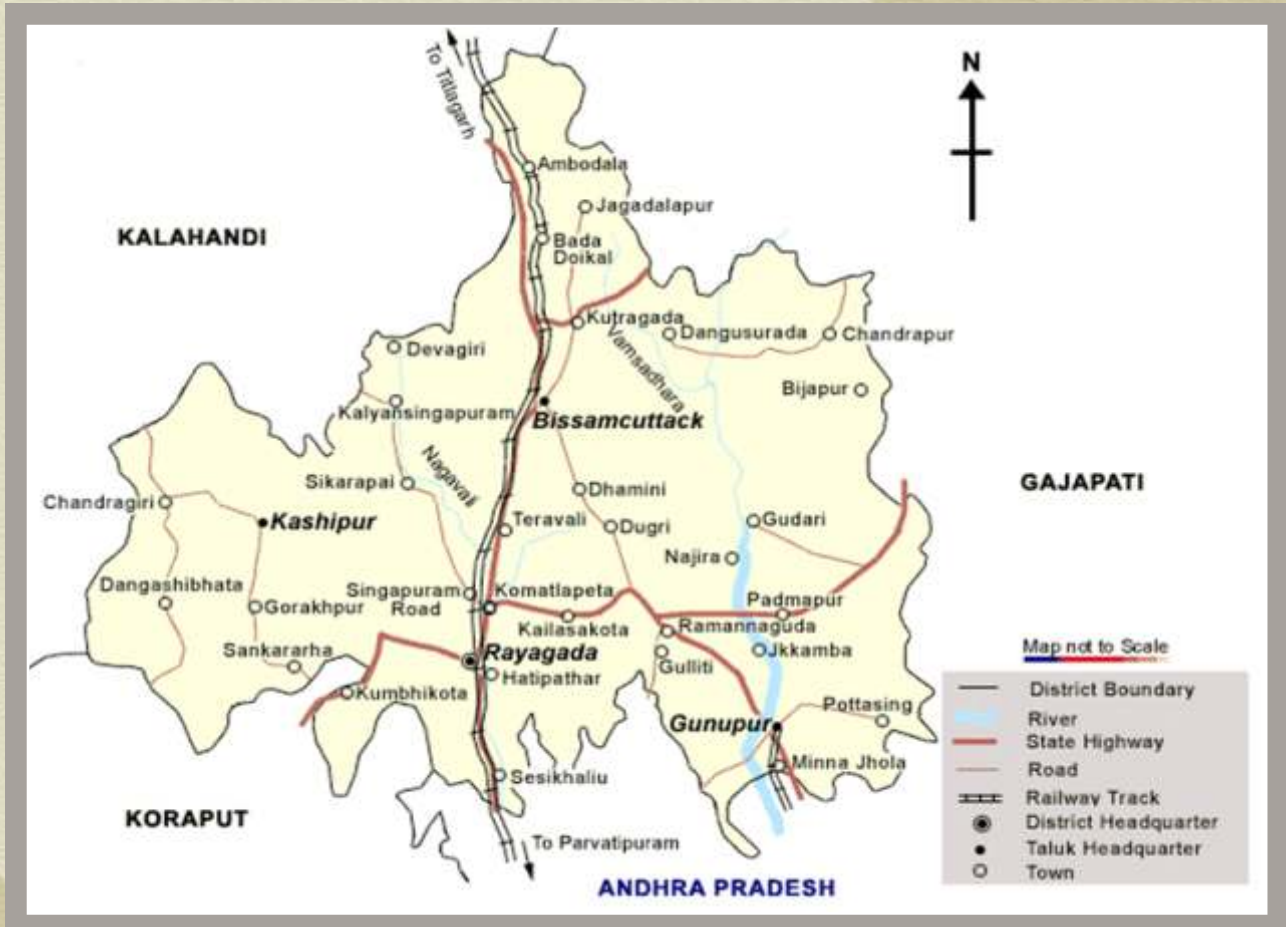 To Titlagarh
N
Ambodala
Jagadalapur
KALAHANDI
Bada
Doikal
Kutragada
Dangusurada
Chandrapur
Vamsadhara
Devagiri
Bijapur
Kalyansingapuram
Bissamcuttack
Nagavali
Sikarapai
Dhamini
GAJAPATI
Chandragiri
Kashipur
Teravali
Dugri
Gudari
Najira
Dangashibhata
Singapuram
Road
Komatlapeta
Gorakhpur
Kailasakota
Padmapur
Ramannaguda
Sankararha
Rayagada
Gulliti
Jkkamba
Map not to Scale
Hatipathar
Kumbhikota
Gunupur
Pottasing
Minna Jhola
Sesikhaliu
KORAPUT
To Parvatipuram
ANDHRA PRADESH
District Boundary
River
State Highway
Road
Railway Track
District Headquarter
Taluk Headquarter
Town